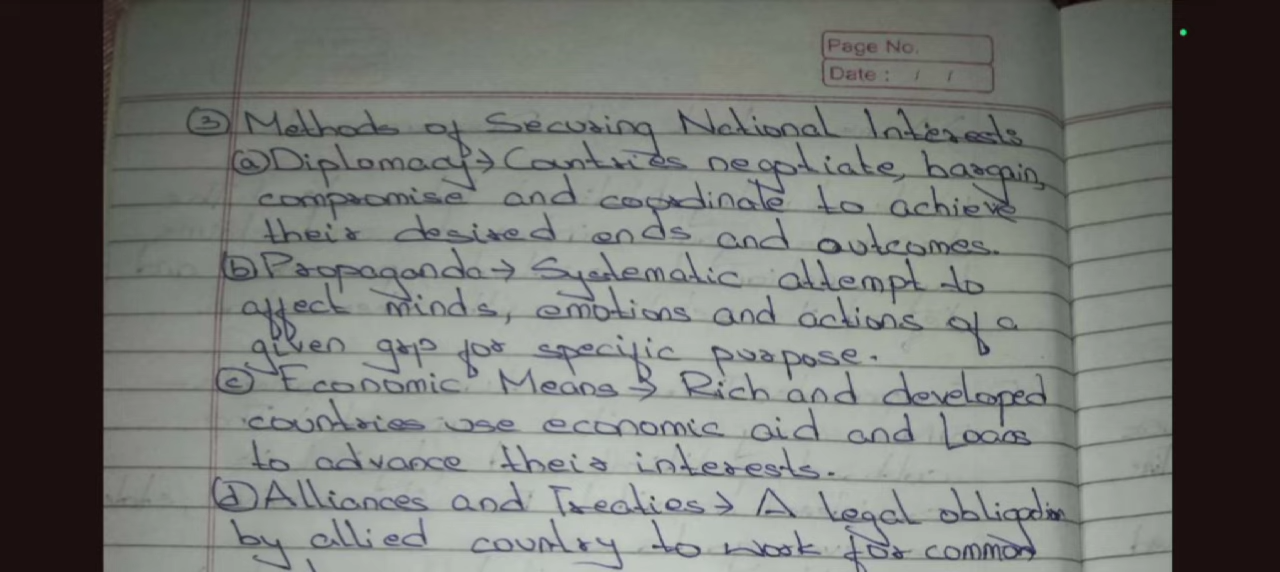 Page No.
Date : / /
③ Methods of Securing National Interests
ⓐ Diplomacy → Countries negotiate, bargain,
compromise and coordinate to achieve
their desired ends and outcomes.
ⓑ Propaganda → Systematic attempt to
affect minds, emotions and actions of a
given grp for specific purpose.
ⓒ Economic Means → Rich and developed
countries use economic aid and Loans
to advance their interests.
ⓓ Alliances and Treaties → A legal obligation
by allied country to work for common